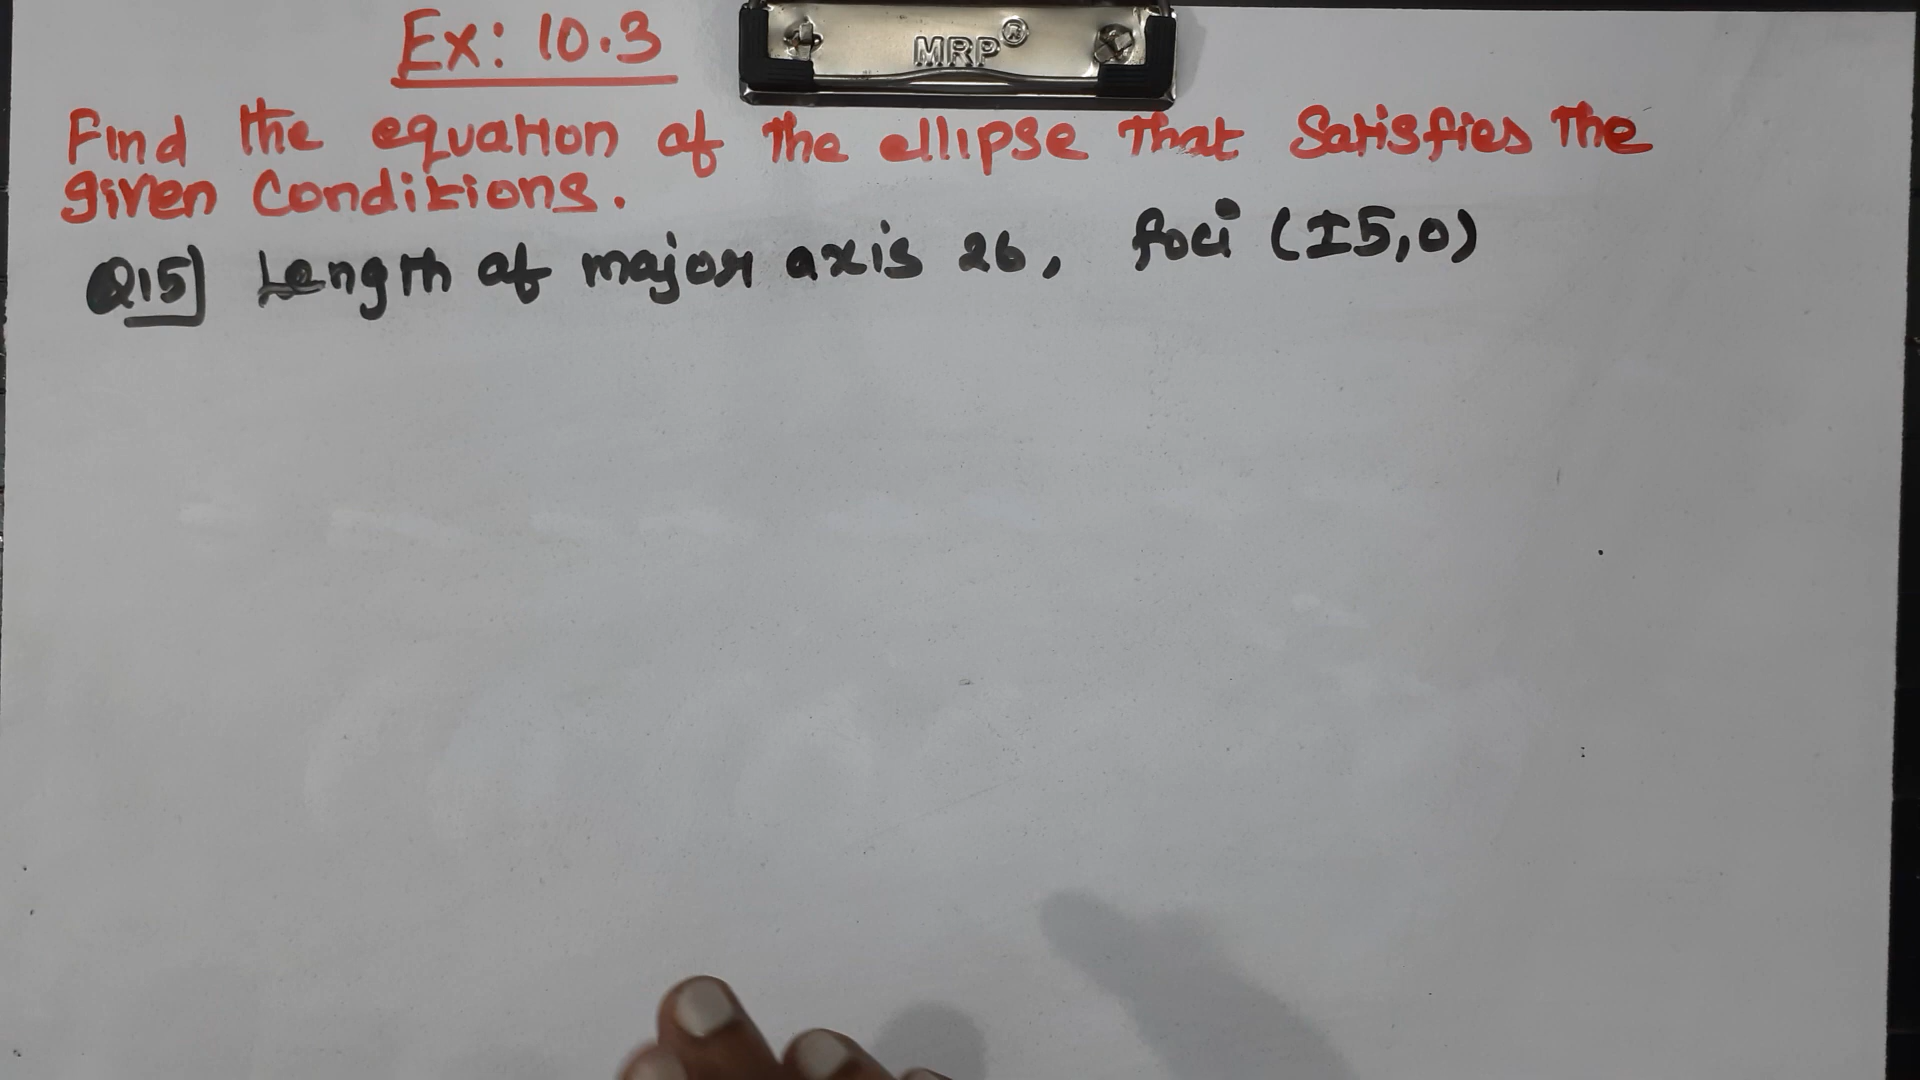 Ex: 10.3
MRP®
Find the equation of the ellipse that Satisfies the
given Conditions.
Q15] Length of major axis 26, foci (±5,0)